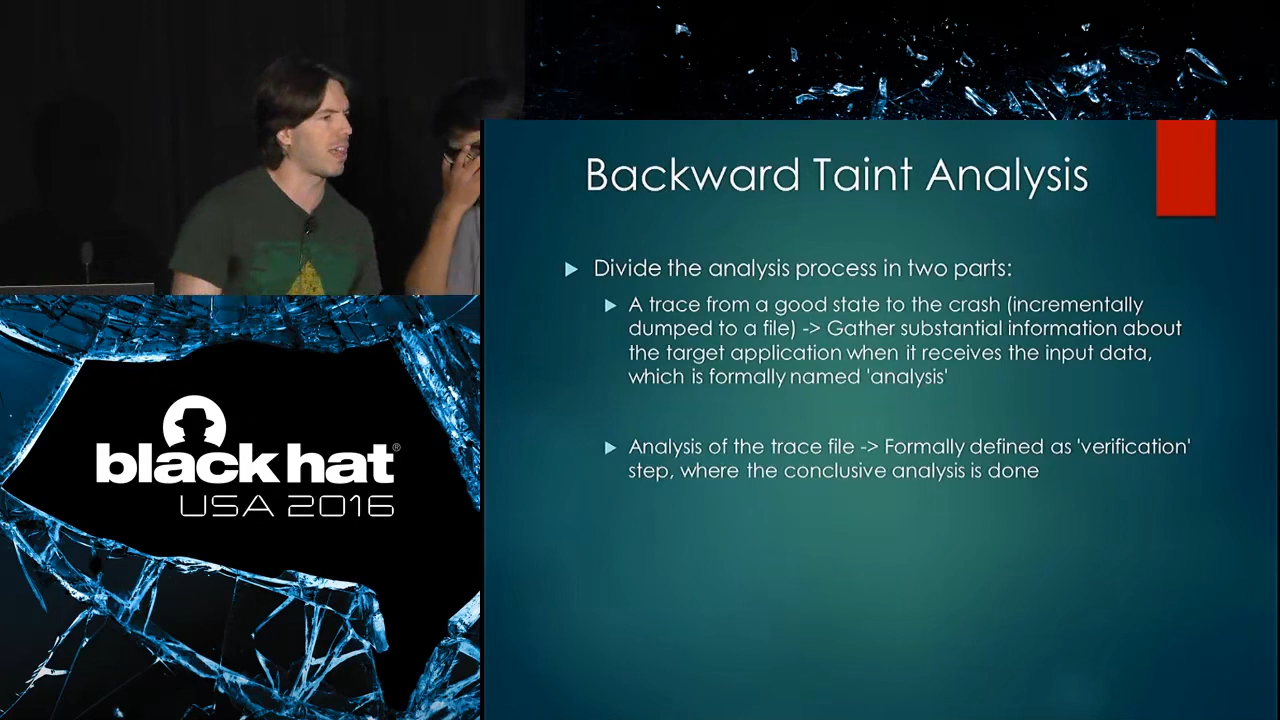 Backward Taint Analysis
Divide the analysis process in two parts:
A trace from a good state to the crash (incrementally
dumped to a file) -> Gather substantial information about
the target application when it receives the input data,
which is formally named 'analysis'
Analysis of the trace file -> Formally defined as 'verification'
step, where the conclusive analysis is done
black hat®
USA 2016